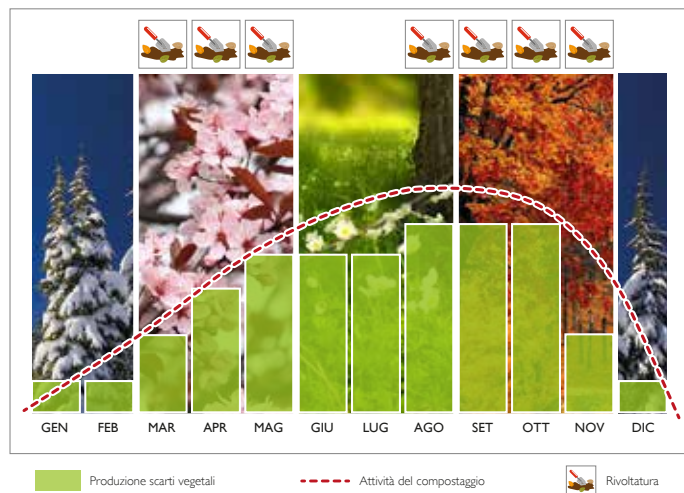 GEN FEB MAR APR MAG GIU LUG AGO SET OTT NOV DIC
Produzione scarti vegetali Attività del compostaggio Rivoltatura